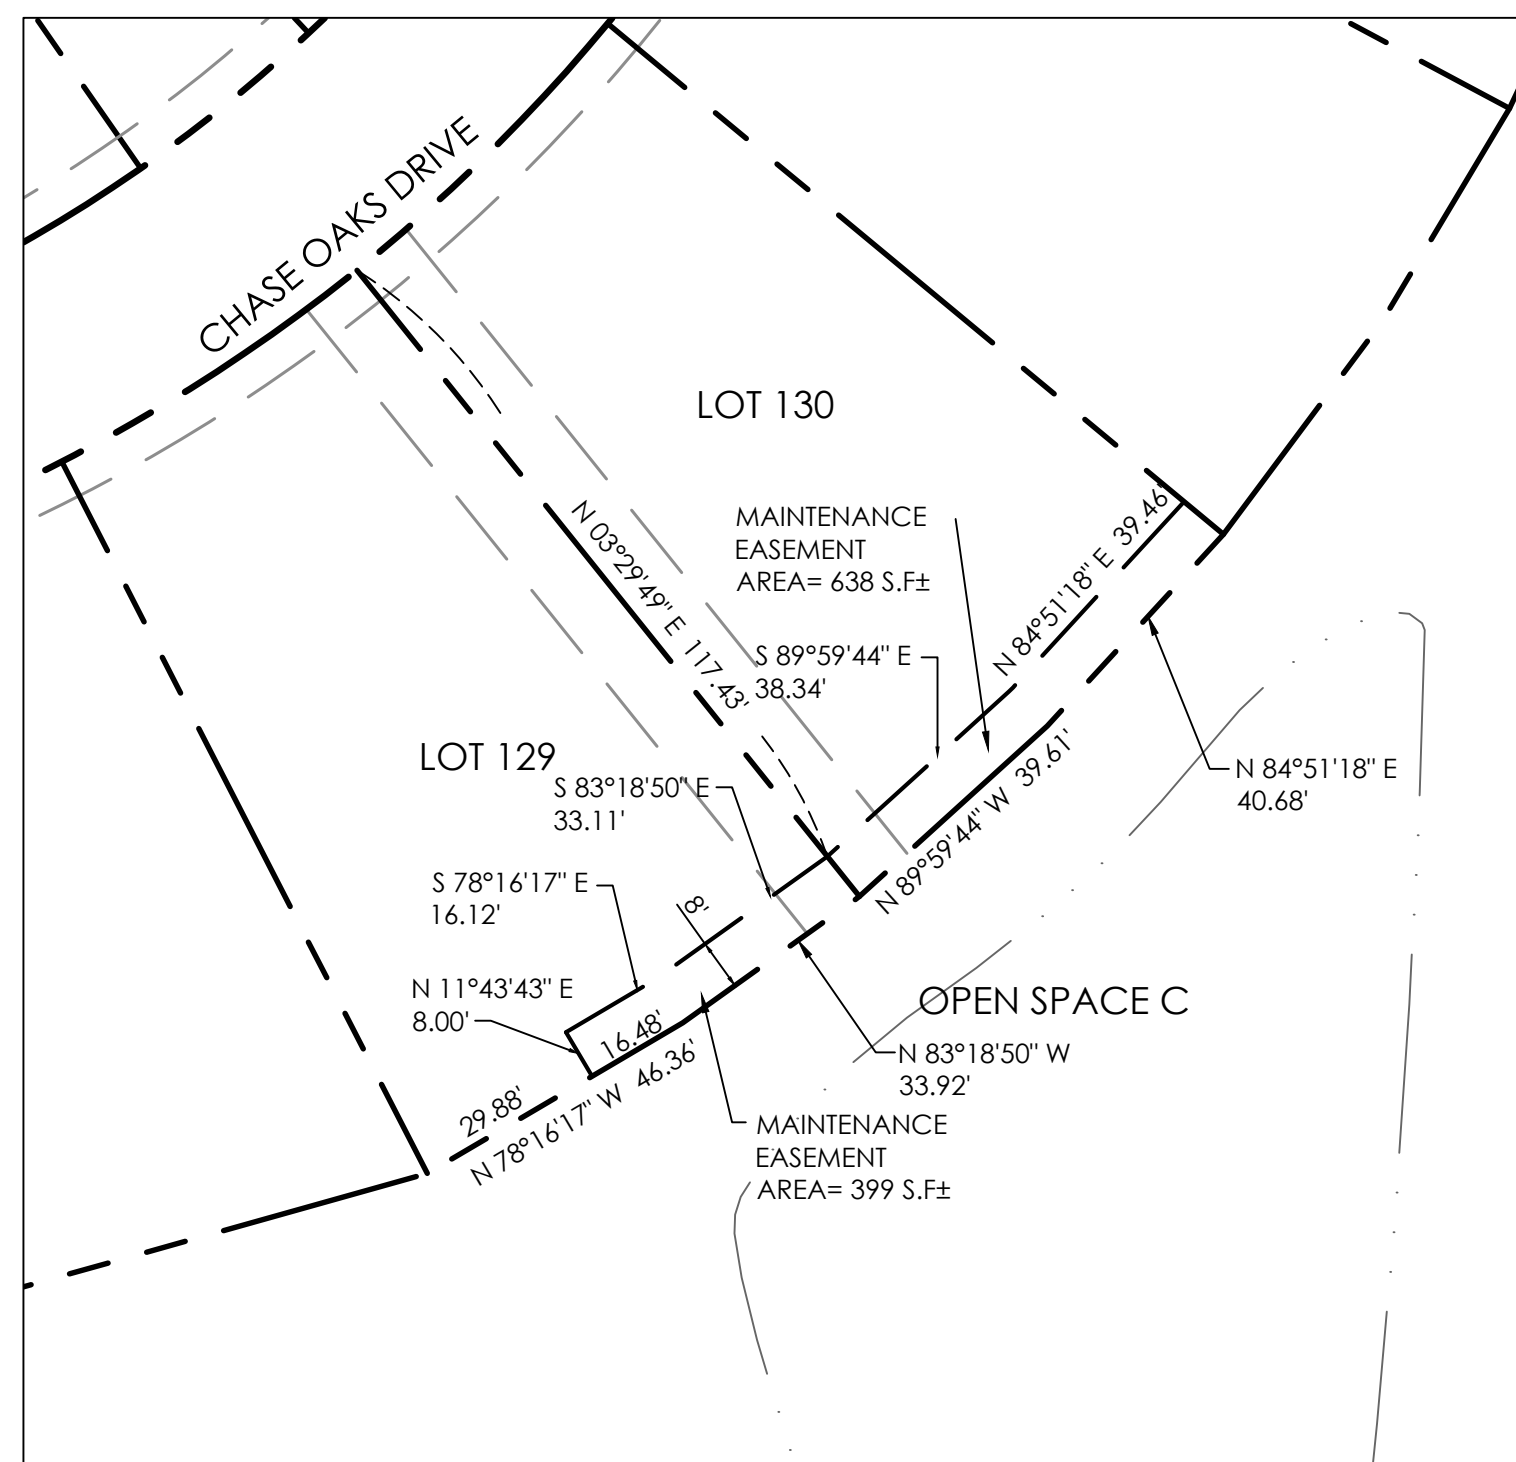 CHASE OAKS DRIVE
LOT 130
MAINTENANCE
EASEMENT
AREA= 638 S.F±
N 84°51'18" E 39.46'
N 03°29'49" E 117.43'
S 89°59'44" E
38.34'
LOT 129
S 83°18'50" E
33.11'
N 89°59'44" W 39.61'
N 84°51'18" E
40.68'
S 78°16'17" E
16.12'
8'
N 11°43'43" E
8.00'
OPEN SPACE C
16.48'
N 83°18'50" W
33.92'
29.88'
N 78°16'17" W 46.36'
MAINTENANCE
EASEMENT
AREA= 399 S.F±